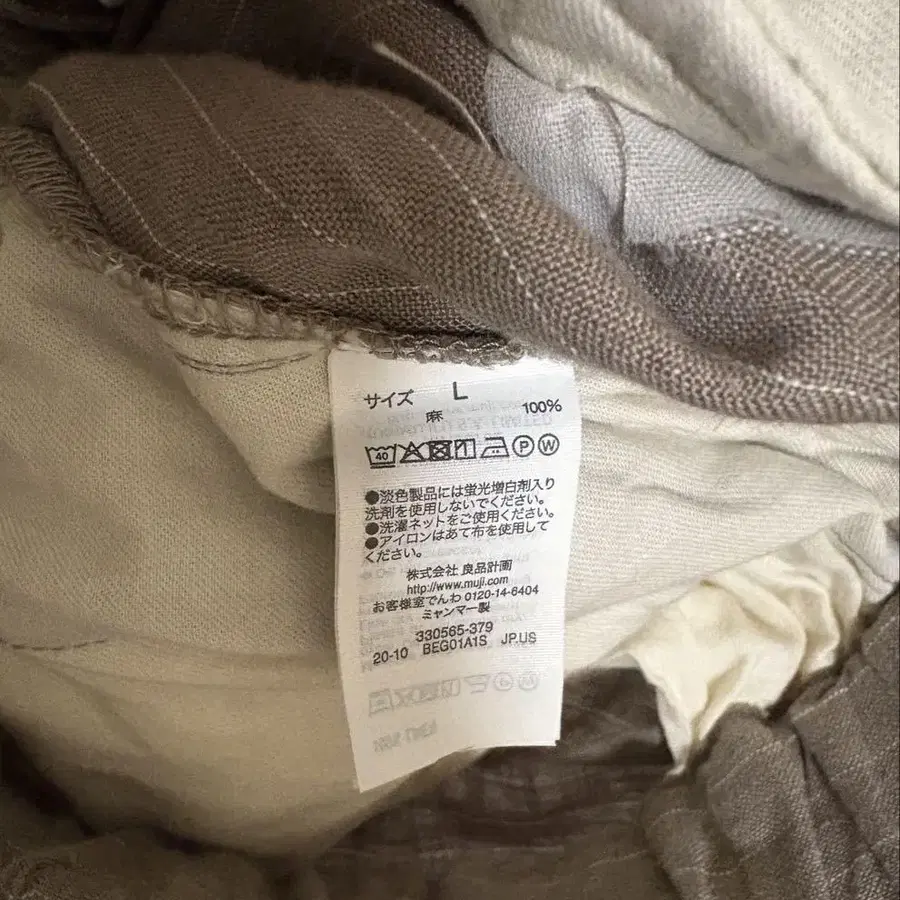 サイズ L
麻 100%
40 P W
●淡色製品には蛍光増白剤入り
洗剤を使用しないでください。
●洗濯ネットをご使用ください。
●アイロンはあて布を使用して
ください。
株式会社 良品計画
http://www.muji.com
お客様室でんわ 0120-14-6404
ミャンマー製
330565-379
20-10 BEG01A1S JP.US